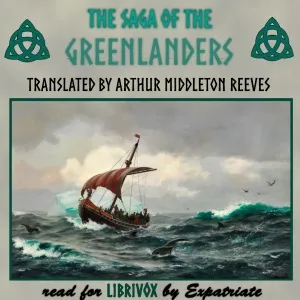 THE SAGA OF THE
GREENLANDERS
TRANSLATED BY ARTHUR MIDDLETON REEVES
read for LIBRIVOX by Expatriate